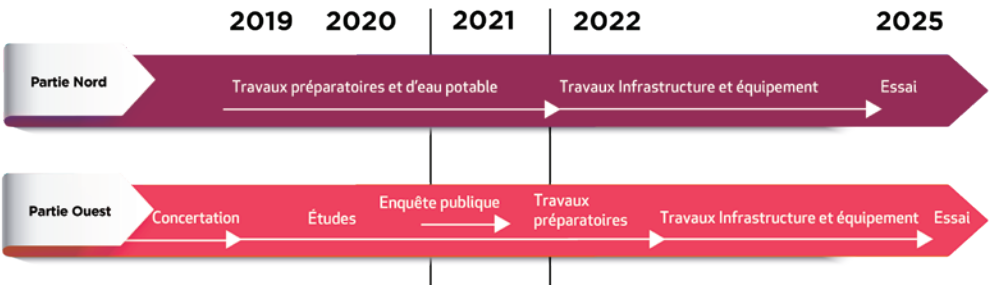 2019 2020 2021 2022 2025
Partie Nord
Travaux préparatoires et d'eau potable
Travaux Infrastructure et équipement
Essai
Partie Ouest
Concertation
Études
Enquête publique
Travaux
préparatoires
Travaux Infrastructure et équipement
Essai